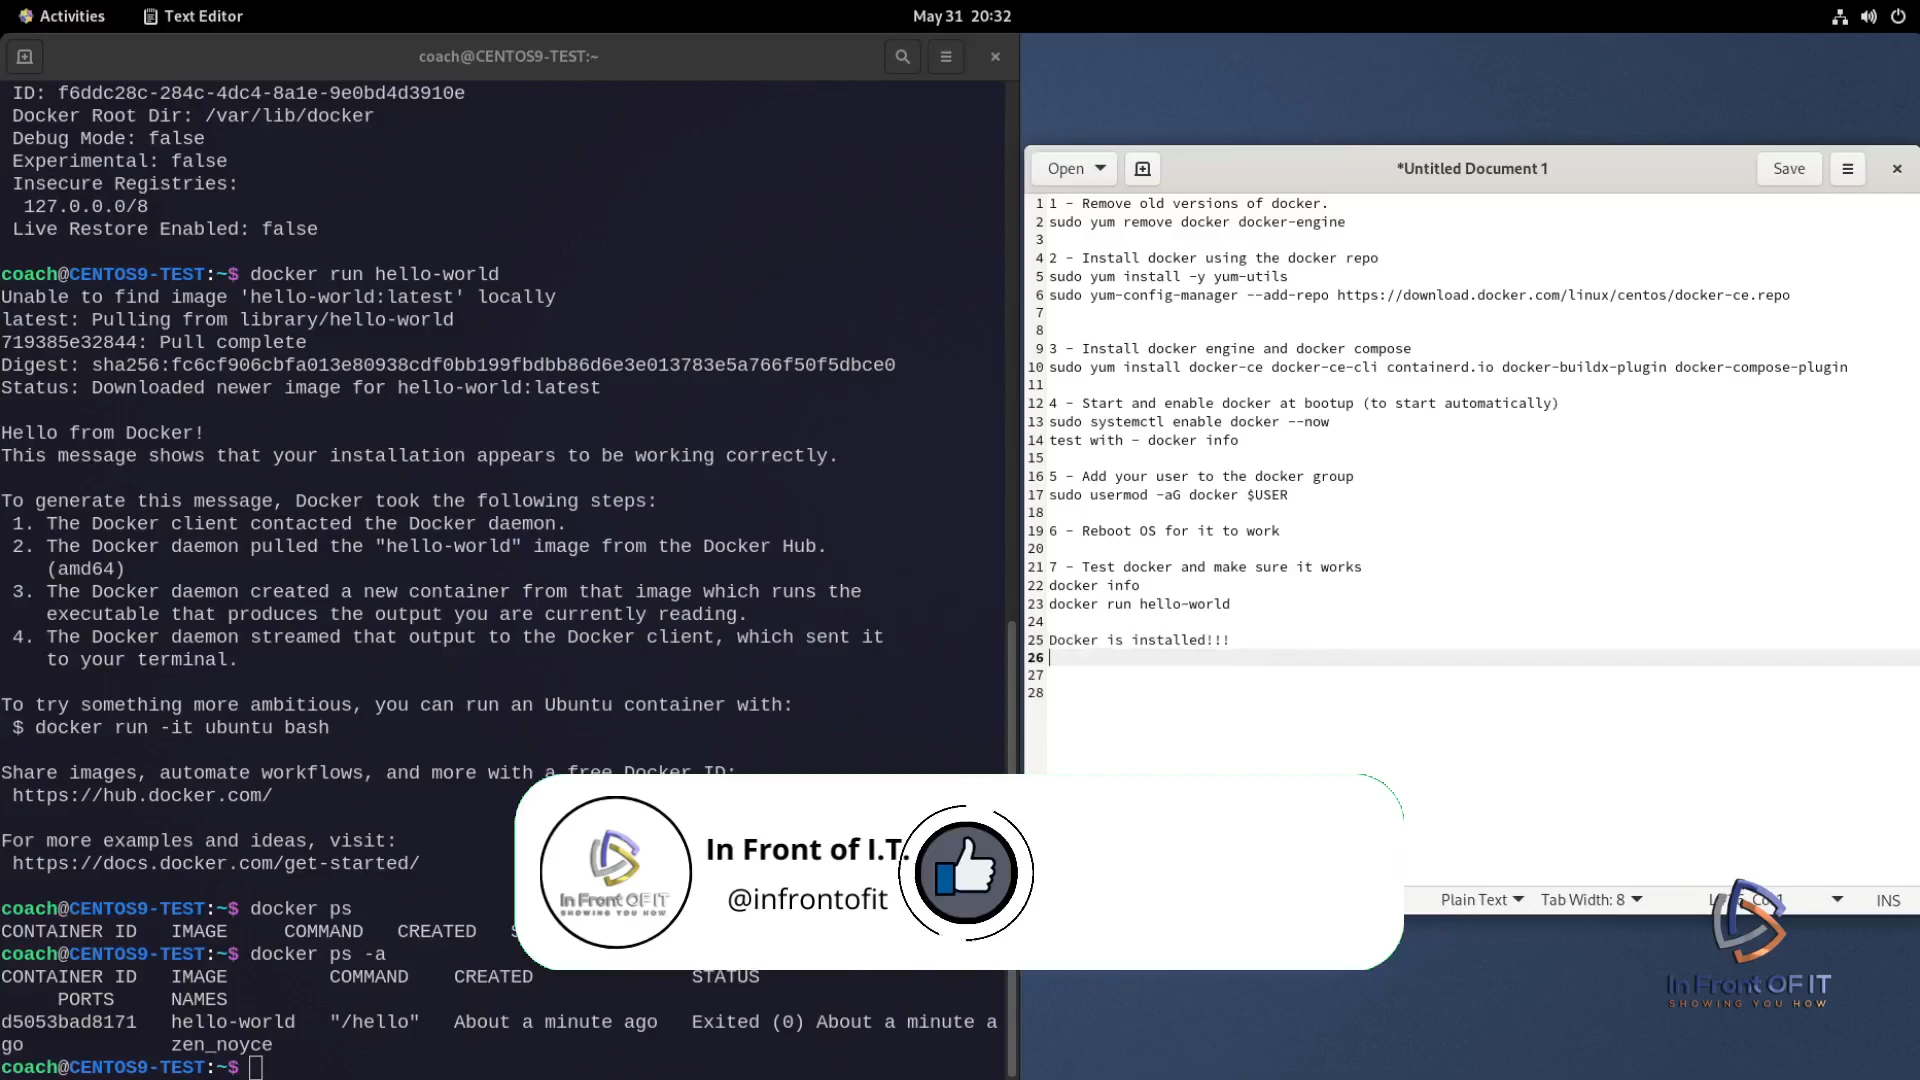 Activities
Text Editor
May 31 20:32
coach@CENTOS9-TEST:~
ID: f6ddc28c-284c-4dc4-8a1e-9e0bd4d3910e
Docker Root Dir: /var/lib/docker
Debug Mode: false
Experimental: false
Insecure Registries:
127.0.0.0/8
Live Restore Enabled: false
coach@CENTOS9-TEST:~$ docker run hello-world
Unable to find image 'hello-world:latest' locally
latest: Pulling from library/hello-world
719385e32844: Pull complete
Digest: sha256:fc6cf906cbfa013e80938cdf0bb199fbdbb86d6e3e013783e5a766f50f5dbce0
Status: Downloaded newer image for hello-world:latest
Hello from Docker!
This message shows that your installation appears to be working correctly.
To generate this message, Docker took the following steps:
1. The Docker client contacted the Docker daemon.
2. The Docker daemon pulled the "hello-world" image from the Docker Hub.
(amd64)
3. The Docker daemon created a new container from that image which runs the
executable that produces the output you are currently reading.
4. The Docker daemon streamed that output to the Docker client, which sent it
to your terminal.
To try something more ambitious, you can run an Ubuntu container with:
$ docker run -it ubuntu bash
Share images, automate workflows, and more with a free Docker ID:
https://hub.docker.com/
For more examples and ideas, visit:
https://docs.docker.com/get-started/
coach@CENTOS9-TEST:~$ docker ps
CONTAINER ID IMAGE COMMAND CREATED
coach@CENTOS9-TEST:~$ docker ps -a
CONTAINER ID IMAGE COMMAND CREATED STATUS
PORTS NAMES
d5053bad8171 hello-world "/hello" About a minute ago Exited (0) About a minute a
go zen_noyce
coach@CENTOS9-TEST:~$
Open
*Untitled Document 1
Save
1 1 - Remove old versions of docker.
2 sudo yum remove docker docker-engine
3
4 2 - Install docker using the docker repo
5 sudo yum install -y yum-utils
6 sudo yum-config-manager --add-repo https://download.docker.com/linux/centos/docker-ce.repo
7
8
9 3 - Install docker engine and docker compose
10 sudo yum install docker-ce docker-ce-cli containerd.io docker-buildx-plugin docker-compose-plugin
11
12 4 - Start and enable docker at bootup (to start automatically)
13 sudo systemctl enable docker --now
14 test with - docker info
15
16 5 - Add your user to the docker group
17 sudo usermod -aG docker $USER
18
19 6 - Reboot OS for it to work
20
21 7 - Test docker and make sure it works
22 docker info
23 docker run hello-world
24
25 Docker is installed!!!
26
27
28
Plain Text
Tab Width: 8
INS
In Front OF IT
SHOWING YOU HOW
In Front of I.T.
@infrontofit
In Front OF IT
SHOWING YOU HOW